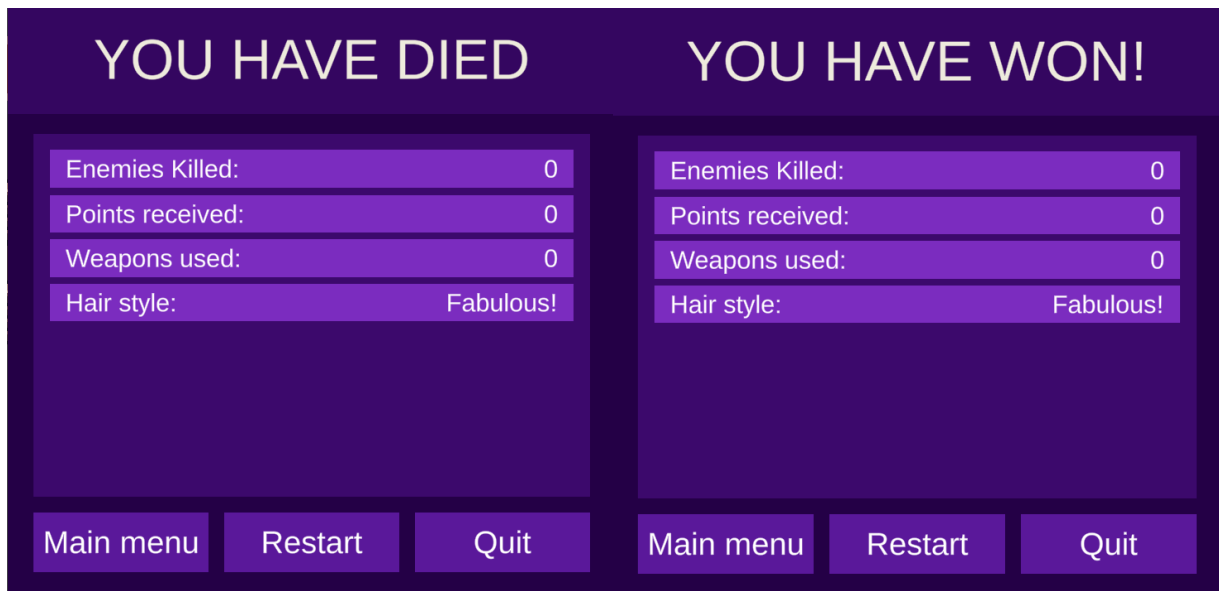 YOU HAVE DIED
Enemies Killed: 0
Points received: 0
Weapons used: 0
Hair style: Fabulous!
Main menu Restart Quit
YOU HAVE WON!
Enemies Killed: 0
Points received: 0
Weapons used: 0
Hair style: Fabulous!
Main menu Restart Quit